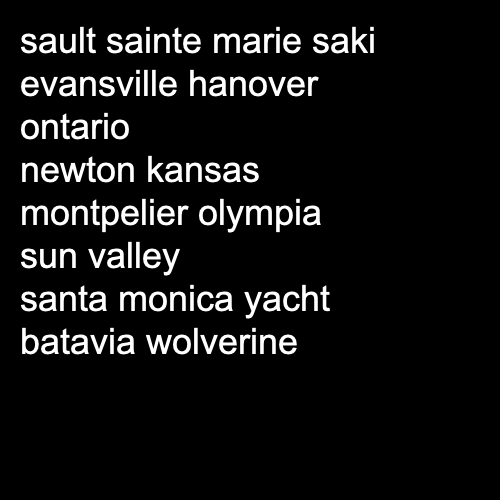 sault sainte marie saki
evansville hanover
ontario
newton kansas
montpelier olympia
sun valley
santa monica yacht
batavia wolverine